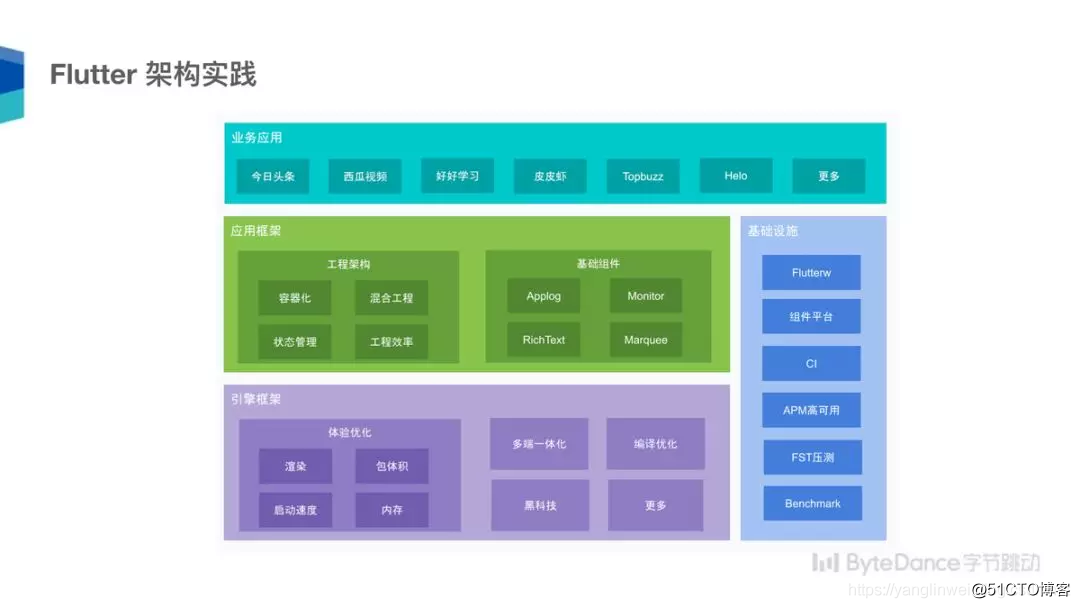 Flutter 架构实践
业务应用
今日头条 西瓜视频 好好学习 皮皮虾 Topbuzz Helo 更多
应用框架
工程架构
容器化 混合工程
状态管理 工程效率
基础组件
Applog Monitor
RichText Marquee
引擎框架
体验优化
渲染 包体积
启动速度 内存
多端一体化 编译优化
黑科技 更多
基础设施
Flutterw
组件平台
CI
APM高可用
FST压测
Benchmark
ByteDance字节跳动
@51CTO博客